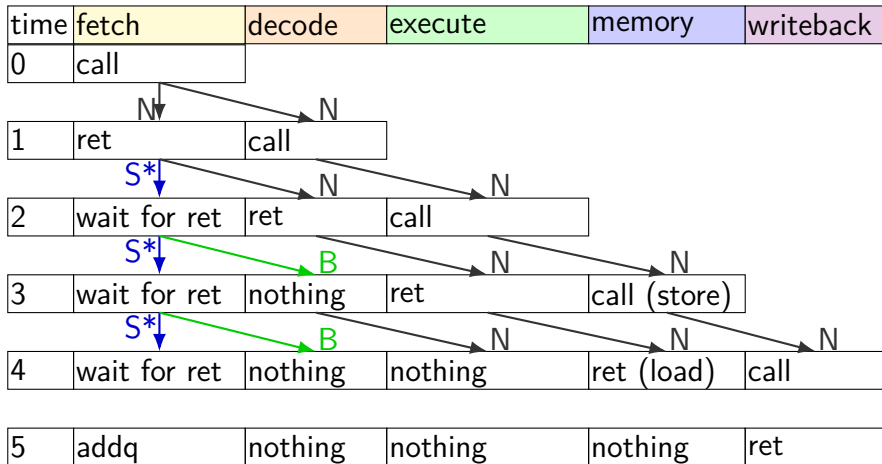 time fetch decode execute memory writeback
0 call
N N
1 ret call
S* N N
2 wait for ret ret call
S* B N N
3 wait for ret nothing ret call (store)
S* B N N N
4 wait for ret nothing nothing ret (load) call
5 addq nothing nothing nothing ret